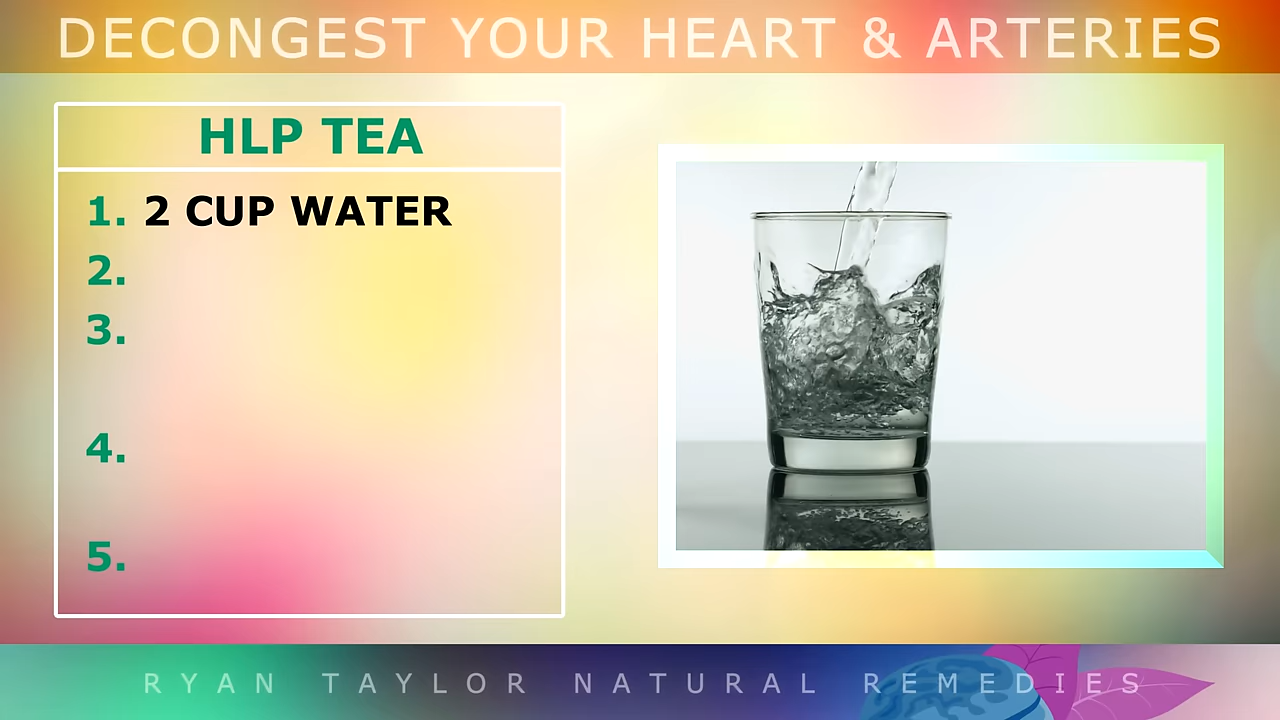 DECONGEST YOUR HEART & ARTERIES
HLP TEA
1. 2 CUP WATER
2.
3.
4.
5.
RYAN TAYLOR NATURAL REMEDIES